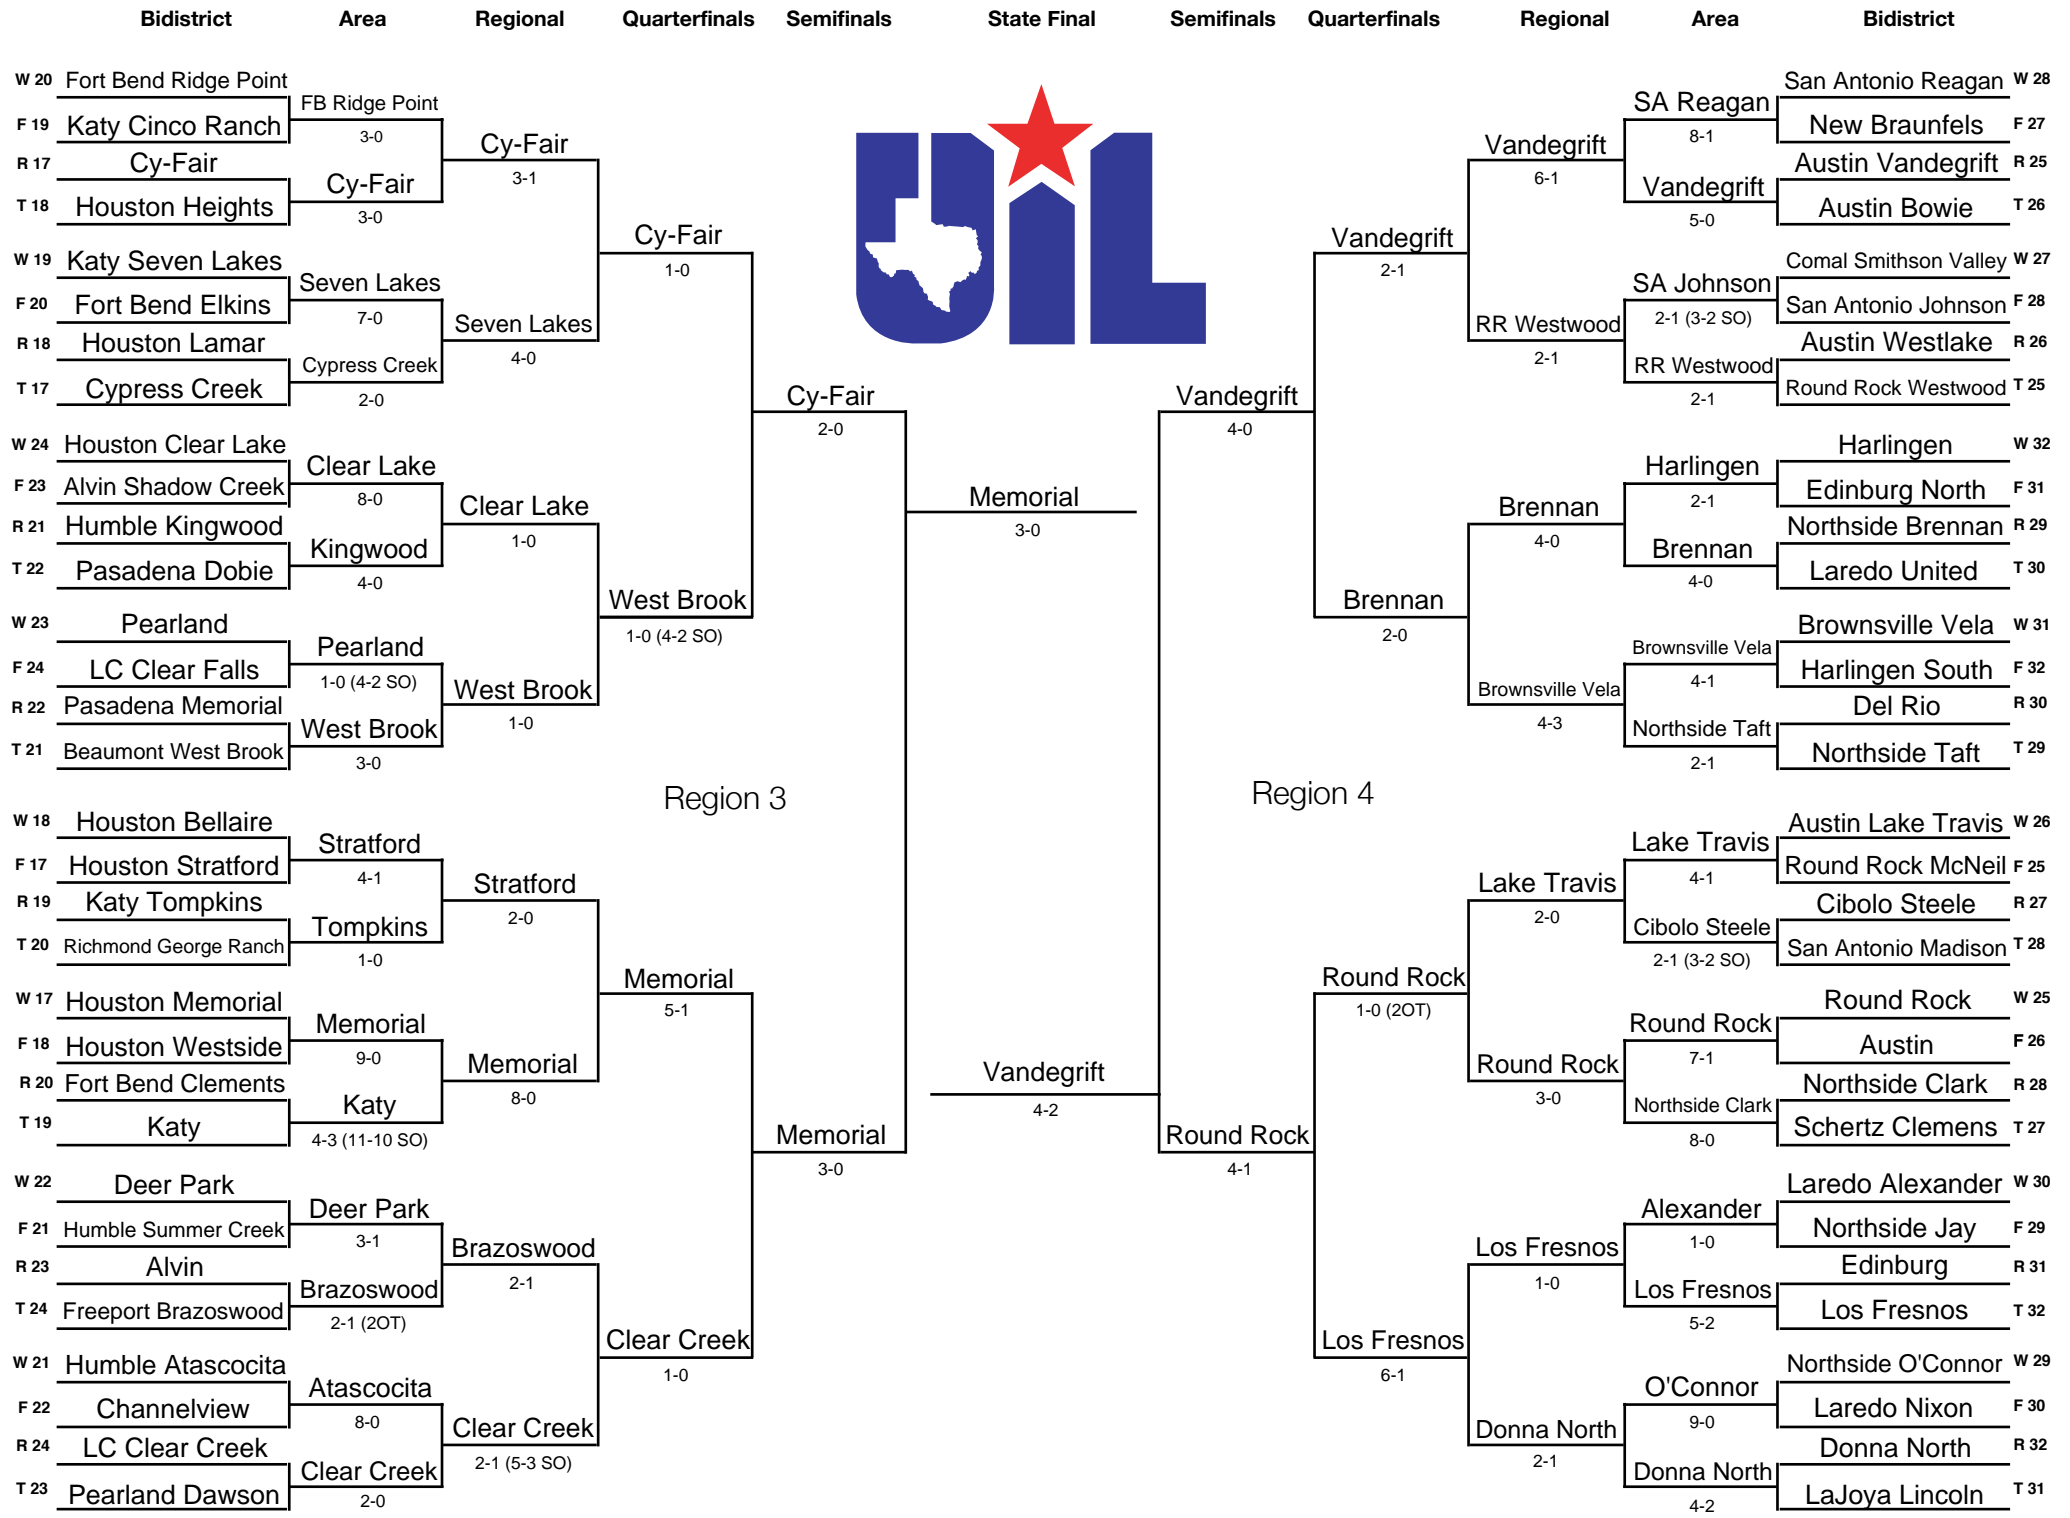 Bidistrict Area Regional Quarterfinals Semifinals State Final Semifinals Quarterfinals Regional Area Bidistrict
W 20 Fort Bend Ridge Point
FB Ridge Point
3-0
F 19 Katy Cinco Ranch
Cy-Fair
3-1
R 17 Cy-Fair
Cy-Fair
3-0
T 18 Houston Heights
Cy-Fair
1-0
W 19 Katy Seven Lakes
Seven Lakes
7-0
F 20 Fort Bend Elkins
Seven Lakes
4-0
R 18 Houston Lamar
Cypress Creek
2-0
T 17 Cypress Creek
Cy-Fair
2-0
W 24 Houston Clear Lake
Clear Lake
8-0
F 23 Alvin Shadow Creek
Clear Lake
1-0
R 21 Humble Kingwood
Kingwood
4-0
T 22 Pasadena Dobie
West Brook
1-0 (4-2 SO)
W 23 Pearland
Pearland
1-0 (4-2 SO)
F 24 LC Clear Falls
West Brook
1-0
R 22 Pasadena Memorial
West Brook
3-0
T 21 Beaumont West Brook
Region 3
Memorial
3-0
W 18 Houston Bellaire
Stratford
4-1
F 17 Houston Stratford
Stratford
2-0
R 19 Katy Tompkins
Tompkins
1-0
T 20 Richmond George Ranch
Memorial
5-1
W 17 Houston Memorial
Memorial
9-0
F 18 Houston Westside
Memorial
8-0
R 20 Fort Bend Clements
Katy
4-3 (11-10 SO)
T 19 Katy
Memorial
3-0
W 22 Deer Park
Deer Park
3-1
F 21 Humble Summer Creek
Brazoswood
2-1
R 23 Alvin
Brazoswood
2-1 (2OT)
T 24 Freeport Brazoswood
Clear Creek
1-0
W 21 Humble Atascocita
Atascocita
8-0
F 22 Channelview
Clear Creek
2-1 (5-3 SO)
R 24 LC Clear Creek
Clear Creek
2-0
T 23 Pearland Dawson
UIL
San Antonio Reagan W 28
SA Reagan
8-1
New Braunfels F 27
Vandegrift
6-1
Austin Vandegrift R 25
Vandegrift
5-0
Austin Bowie T 26
Vandegrift
2-1
Comal Smithson Valley W 27
SA Johnson
2-1 (3-2 SO)
San Antonio Johnson F 28
RR Westwood
2-1
Austin Westlake R 26
RR Westwood
2-1
Round Rock Westwood T 25
Vandegrift
4-0
Harlingen W 32
Harlingen
2-1
Edinburg North F 31
Brennan
4-0
Northside Brennan R 29
Brennan
4-0
Laredo United T 30
Brennan
2-0
Brownsville Vela W 31
Brownsville Vela
4-1
Harlingen South F 32
Brownsville Vela
4-3
Del Rio R 30
Northside Taft
2-1
Northside Taft T 29
Region 4
Vandegrift
4-2
Austin Lake Travis W 26
Lake Travis
4-1
Round Rock McNeil F 25
Lake Travis
2-0
Cibolo Steele R 27
Cibolo Steele
2-1 (3-2 SO)
San Antonio Madison T 28
Round Rock
1-0 (2OT)
Round Rock W 25
Round Rock
7-1
Austin F 26
Round Rock
3-0
Northside Clark R 28
Northside Clark
8-0
Schertz Clemens T 27
Round Rock
4-1
Laredo Alexander W 30
Alexander
1-0
Northside Jay F 29
Los Fresnos
1-0
Edinburg R 31
Los Fresnos
5-2
Los Fresnos T 32
Los Fresnos
6-1
Northside O'Connor W 29
O'Connor
9-0
Laredo Nixon F 30
Donna North
2-1
Donna North R 32
Donna North
4-2
LaJoya Lincoln T 31